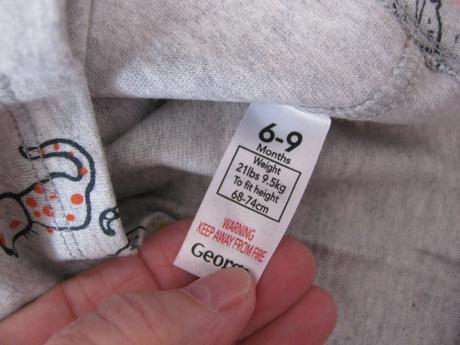 6-9
Months
Weight
21lbs 9.5kg
To fit height
68-74cm
WARNING
KEEP AWAY FROM FIRE